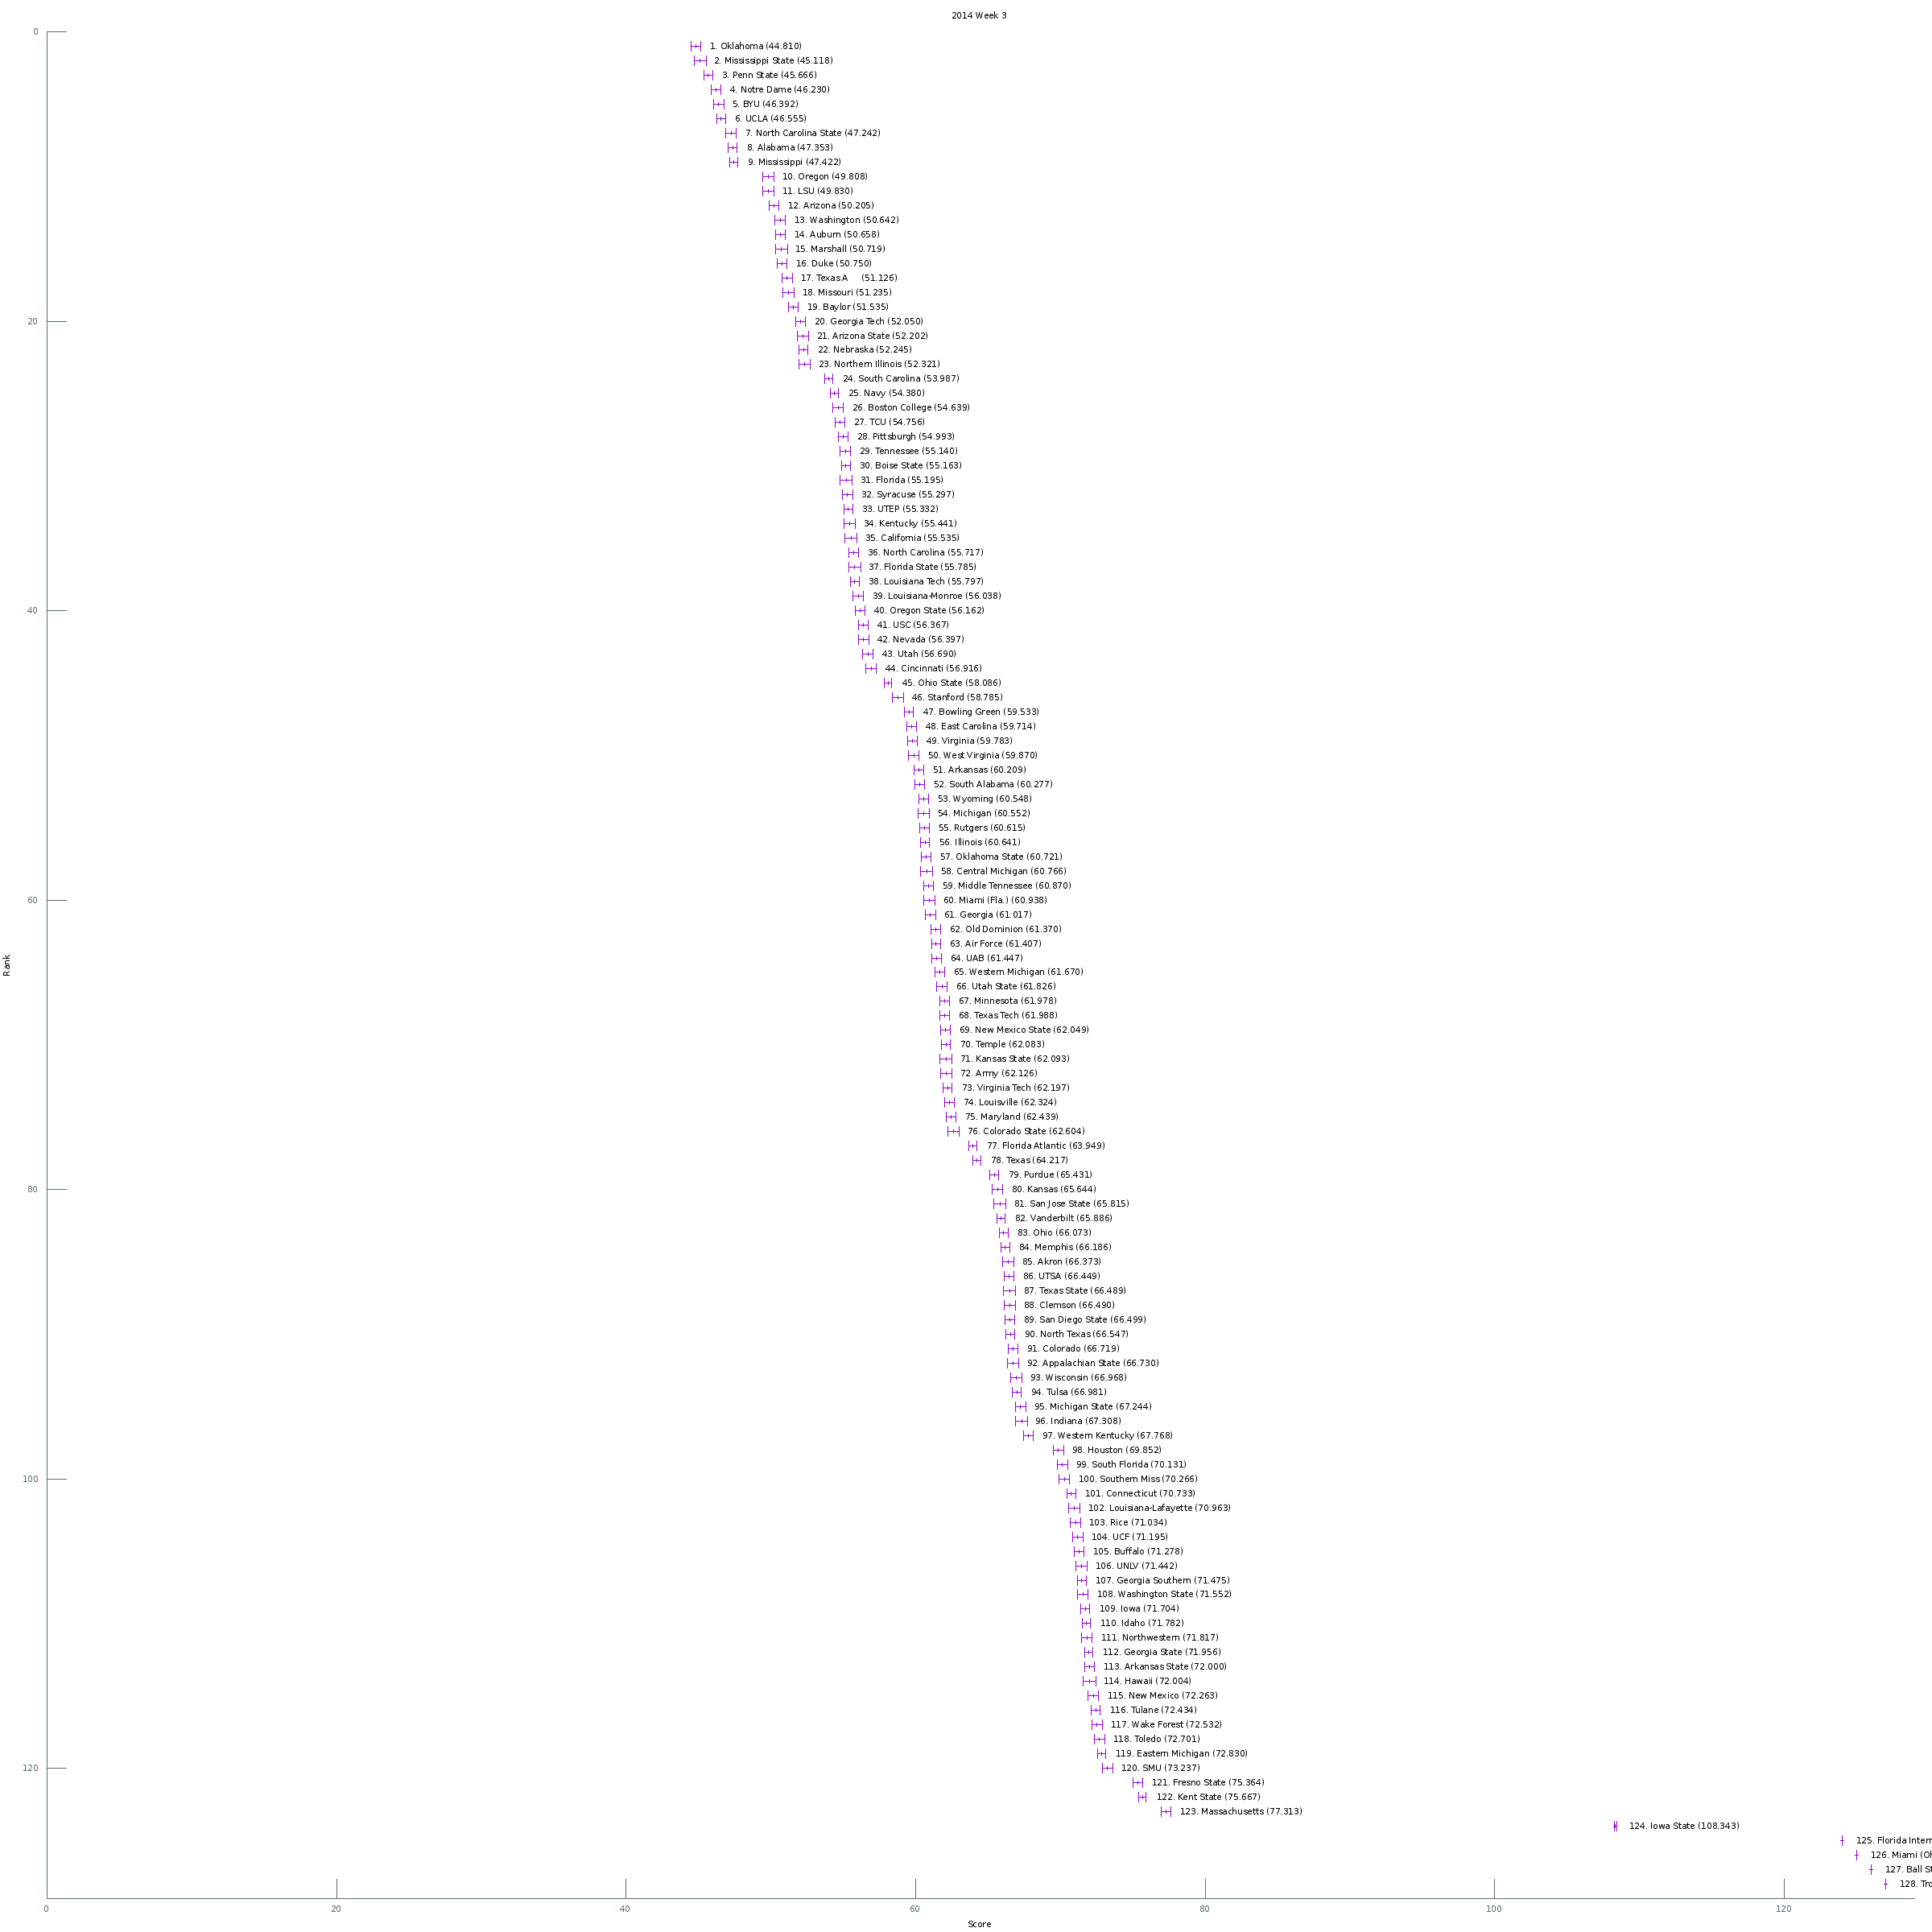 2014 Week 3
0
1. Oklahoma (44.810)
2. Mississippi State (45.118)
3. Penn State (45.666)
4. Notre Dame (46.230)
5. BYU (46.392)
6. UCLA (46.555)
7. North Carolina State (47.242)
8. Alabama (47.353)
9. Mississippi (47.422)
10. Oregon (49.808)
11. LSU (49.830)
12. Arizona (50.205)
13. Washington (50.642)
14. Auburn (50.658)
15. Marshall (50.719)
16. Duke (50.750)
17. Texas A (51.126)
18. Missouri (51.235)
19. Baylor (51.535)
20
20. Georgia Tech (52.050)
21. Arizona State (52.202)
22. Nebraska (52.245)
23. Northern Illinois (52.321)
24. South Carolina (53.987)
25. Navy (54.380)
26. Boston College (54.639)
27. TCU (54.756)
28. Pittsburgh (54.993)
29. Tennessee (55.140)
30. Boise State (55.163)
31. Florida (55.195)
32. Syracuse (55.297)
33. UTEP (55.332)
34. Kentucky (55.441)
35. California (55.535)
36. North Carolina (55.717)
37. Florida State (55.785)
38. Louisiana Tech (55.797)
39. Louisiana-Monroe (56.038)
40
40. Oregon State (56.162)
41. USC (56.367)
42. Nevada (56.397)
43. Utah (56.690)
44. Cincinnati (56.916)
45. Ohio State (58.086)
46. Stanford (58.785)
47. Bowling Green (59.533)
48. East Carolina (59.714)
49. Virginia (59.783)
50. West Virginia (59.870)
51. Arkansas (60.209)
52. South Alabama (60.277)
53. Wyoming (60.548)
54. Michigan (60.552)
55. Rutgers (60.615)
56. Illinois (60.641)
57. Oklahoma State (60.721)
58. Central Michigan (60.766)
59. Middle Tennessee (60.870)
60
60. Miami (Fla.) (60.938)
61. Georgia (61.017)
62. Old Dominion (61.370)
63. Air Force (61.407)
64. UAB (61.447)
Rank
65. Western Michigan (61.670)
66. Utah State (61.826)
67. Minnesota (61.978)
68. Texas Tech (61.988)
69. New Mexico State (62.049)
70. Temple (62.083)
71. Kansas State (62.093)
72. Army (62.126)
73. Virginia Tech (62.197)
74. Louisville (62.324)
75. Maryland (62.439)
76. Colorado State (62.604)
77. Florida Atlantic (63.949)
78. Texas (64.217)
79. Purdue (65.431)
80
80. Kansas (65.644)
81. San Jose State (65.815)
82. Vanderbilt (65.886)
83. Ohio (66.073)
84. Memphis (66.186)
85. Akron (66.373)
86. UTSA (66.449)
87. Texas State (66.489)
88. Clemson (66.490)
89. San Diego State (66.499)
90. North Texas (66.547)
91. Colorado (66.719)
92. Appalachian State (66.730)
93. Wisconsin (66.968)
94. Tulsa (66.981)
95. Michigan State (67.244)
96. Indiana (67.308)
97. Western Kentucky (67.768)
98. Houston (69.852)
99. South Florida (70.131)
100
100. Southern Miss (70.266)
101. Connecticut (70.733)
102. Louisiana-Lafayette (70.963)
103. Rice (71.034)
104. UCF (71.195)
105. Buffalo (71.278)
106. UNLV (71.442)
107. Georgia Southern (71.475)
108. Washington State (71.552)
109. Iowa (71.704)
110. Idaho (71.782)
111. Northwestern (71.817)
112. Georgia State (71.956)
113. Arkansas State (72.000)
114. Hawaii (72.004)
115. New Mexico (72.263)
116. Tulane (72.434)
117. Wake Forest (72.532)
118. Toledo (72.701)
119. Eastern Michigan (72.830)
120
120. SMU (73.237)
121. Fresno State (75.364)
122. Kent State (75.667)
123. Massachusetts (77.313)
124. Iowa State (108.343)
125. Florida Intern
126. Miami (Oh
127. Ball St
128. Tro
0 20 40 60 80 100 120
Score